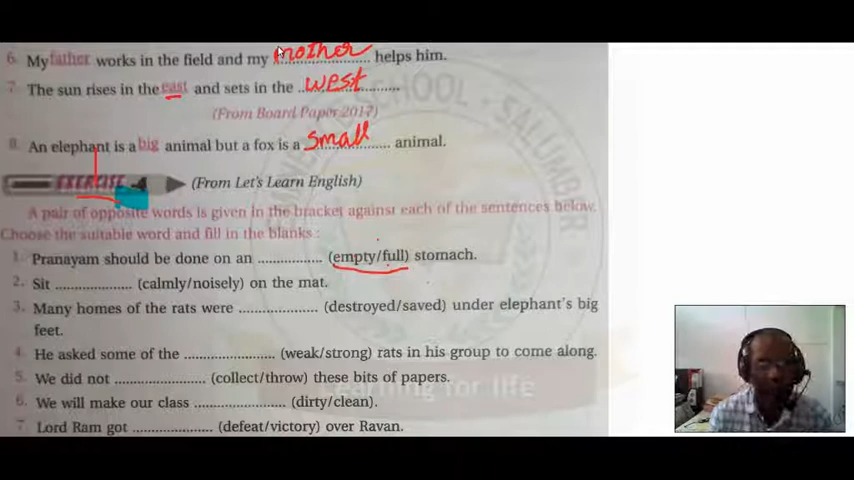 6. My father works in the field and my mother helps him.
7. The sun rises in the east and sets in the west
(From Board Paper 2017)
8. An elephant is a big animal but a fox is a small animal.
EXERCISE - 4 (From Let's Learn English)
A pair of opposite words is given in the bracket against each of the sentences below.
Choose the suitable word and fill in the blanks :
1. Pranayam should be done on an .................. (empty/full) stomach.
2. Sit ..................... (calmly/noisely) on the mat.
3. Many homes of the rats were ..................... (destroyed/saved) under elephant's big
feet.
4. He asked some of the ......................... (weak/strong) rats in his group to come along.
5. We did not ......................... (collect/throw) these bits of papers.
6. We will make our class ......................... (dirty/clean).
7. Lord Ram got ...................... (defeat/victory) over Ravan.
SCHOOL - SALUMBER
Learning for life